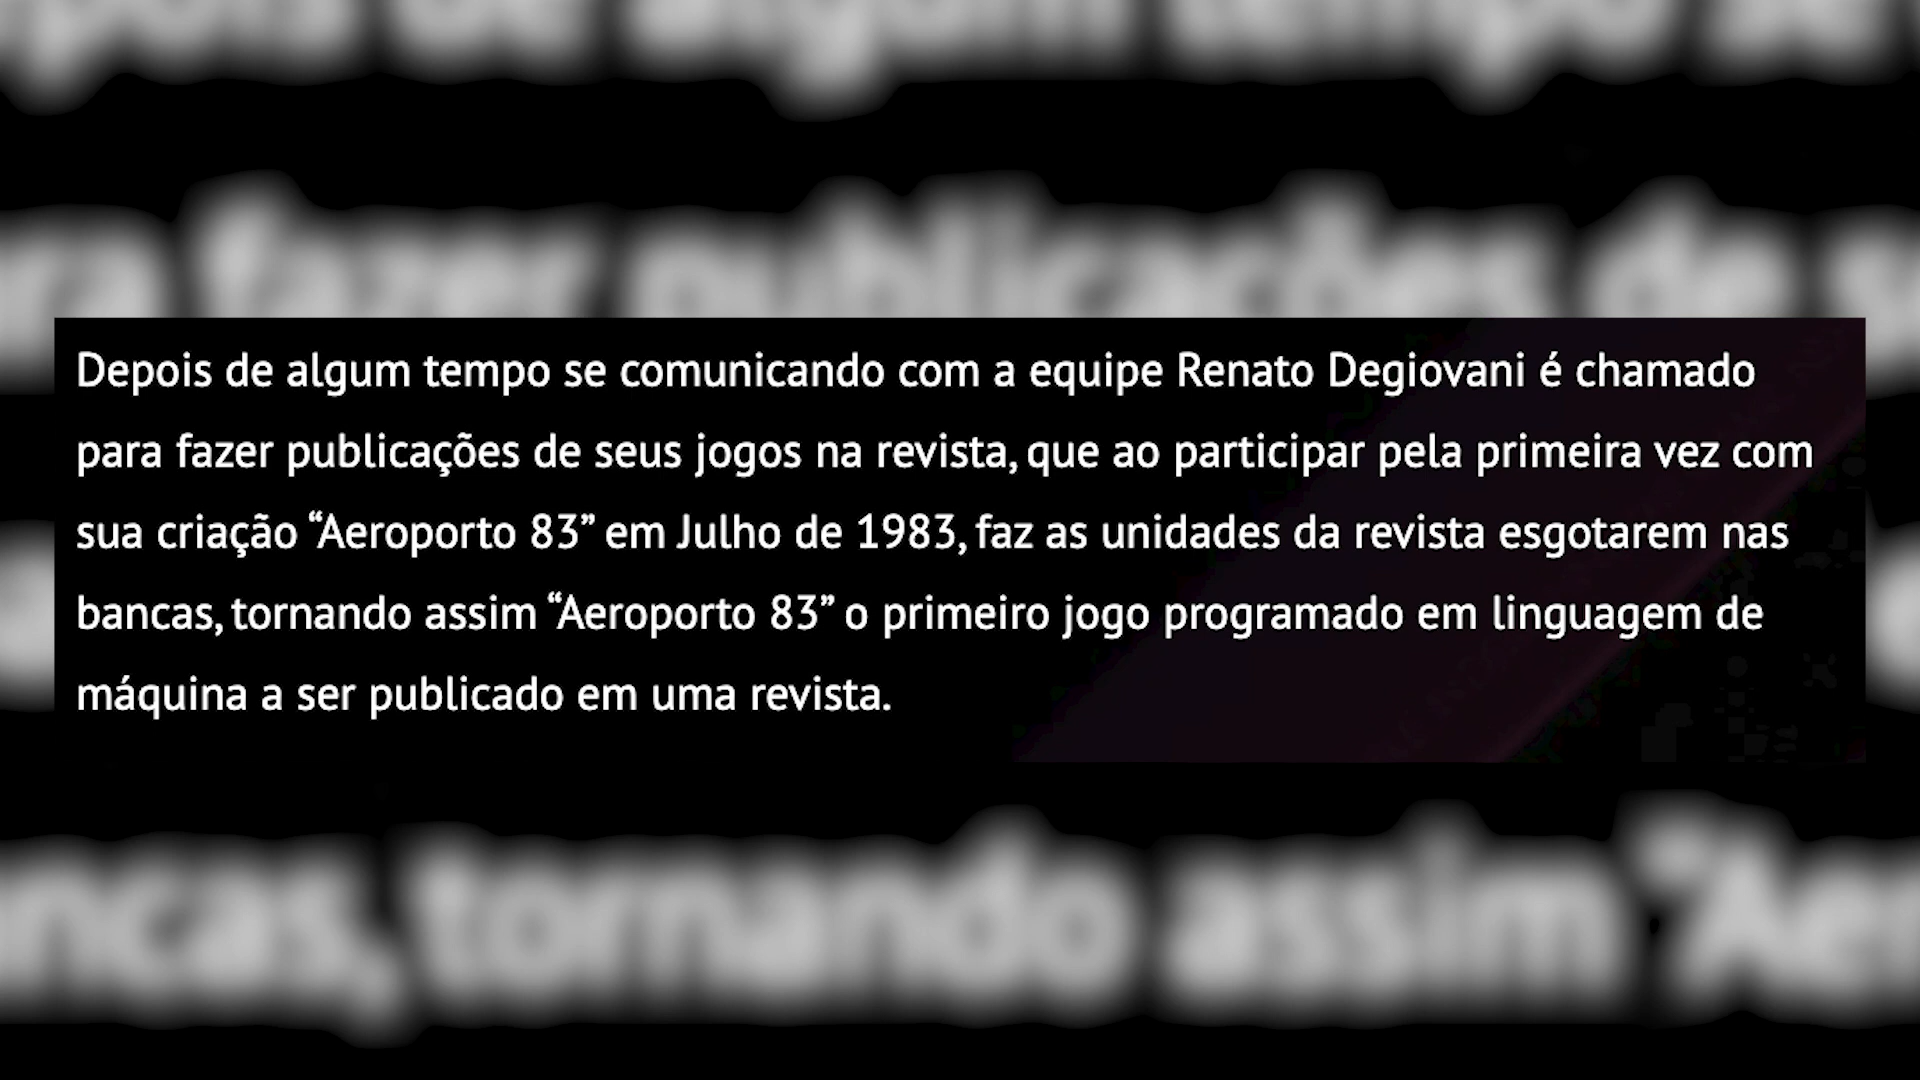 Depois de algum tempo se comunicando com a equipe Renato Degiovani é chamado
para fazer publicações de seus jogos na revista, que ao participar pela primeira vez com
sua criação “Aeroporto 83” em Julho de 1983, faz as unidades da revista esgotarem nas
bancas, tornando assim “Aeroporto 83” o primeiro jogo programado em linguagem de
máquina a ser publicado em uma revista.